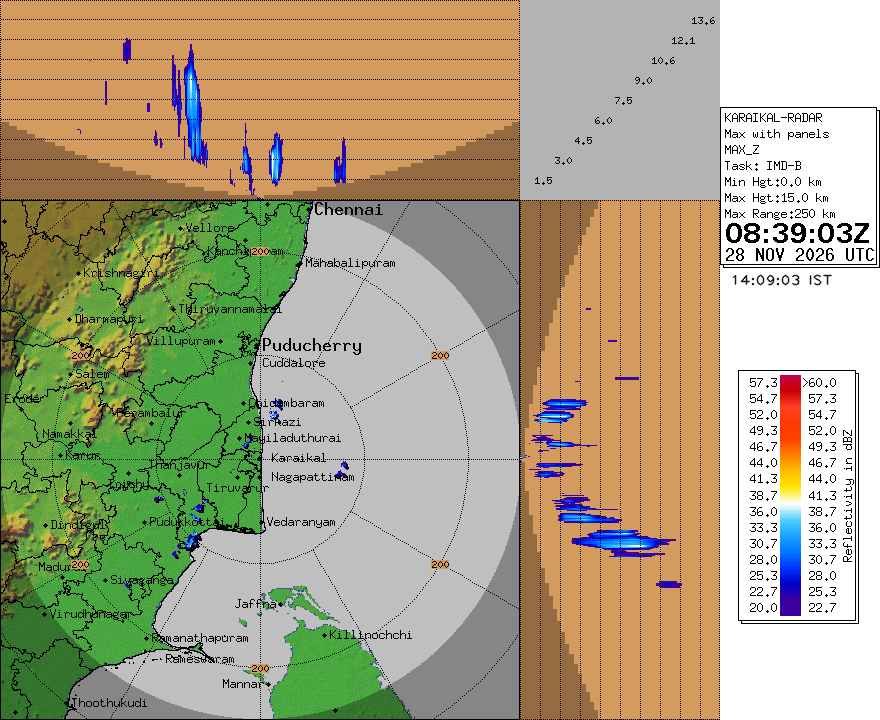 13.6
12.1
10.6
9.0
7.5
6.0
4.5
3.0
1.5
KARAIKAL-RADAR
Max with panels
MAX_Z
Task: IMD-B
Min Hgt:0.0 km
Max Hgt:15.0 km
Max Range:250 km
08:39:03Z
28 NOV 2026 UTC
14:09:03 IST
Chennai
Vellore
200
Mahabalipuram
Krishnagiri
Thiruvannamalai
Dharmapuri
Villupuram
Puducherry
200
200
Cuddalore
Salem
Erode
Chidambaram
Perambalur
Sirkazi
Namakkal
Mayiladuthurai
Karur
Karaikal
Thanjavur
Nagapattinam
Tiruvarur
Dindigul
Pudukkottai
Vedaranyam
200
200
Madurai
Sivaganga
Jaffna
Virudhunagar
Ramanathapuram
Killinochchi
Rameswaram
200
Mannar
Thoothukudi
57.3 >60.0
54.7 57.3
52.0 54.7
49.3 52.0
46.7 49.3
44.0 46.7
41.3 44.0
38.7 41.3
36.0 38.7
33.3 36.0
30.7 33.3
28.0 30.7
25.3 28.0
22.7 25.3
20.0 22.7
Reflectivity in dBZ